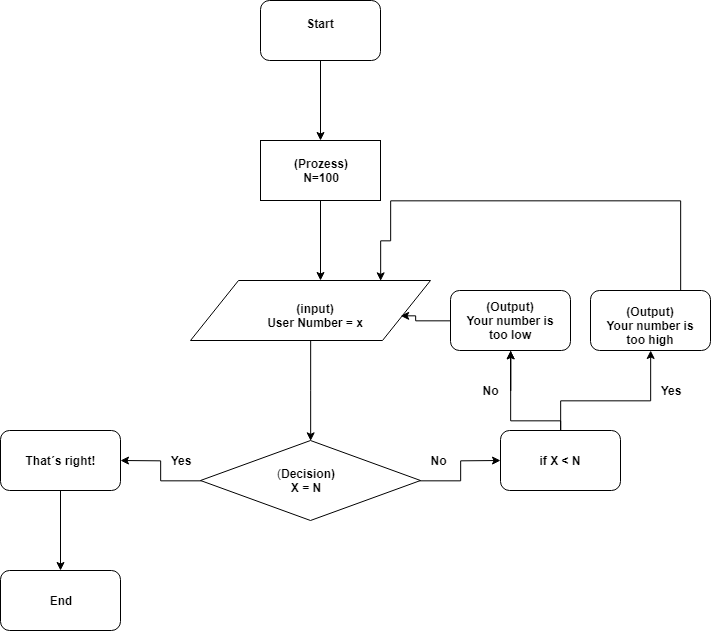 Start
(Prozess)
N=100
(input)
User Number = x
(Output)
Your number is
too low
(Output)
Your number is
too high
No
Yes
That´s right!
Yes
(Decision)
X = N
No
if X < N
End